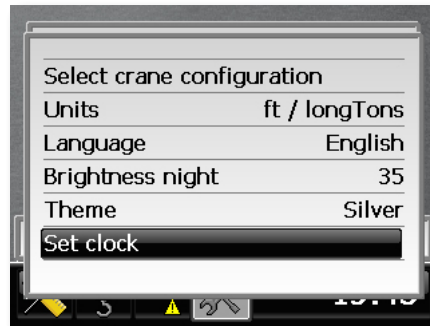 Select crane configuration
Units ft / longTons
Language English
Brightness night 35
Theme Silver
Set clock